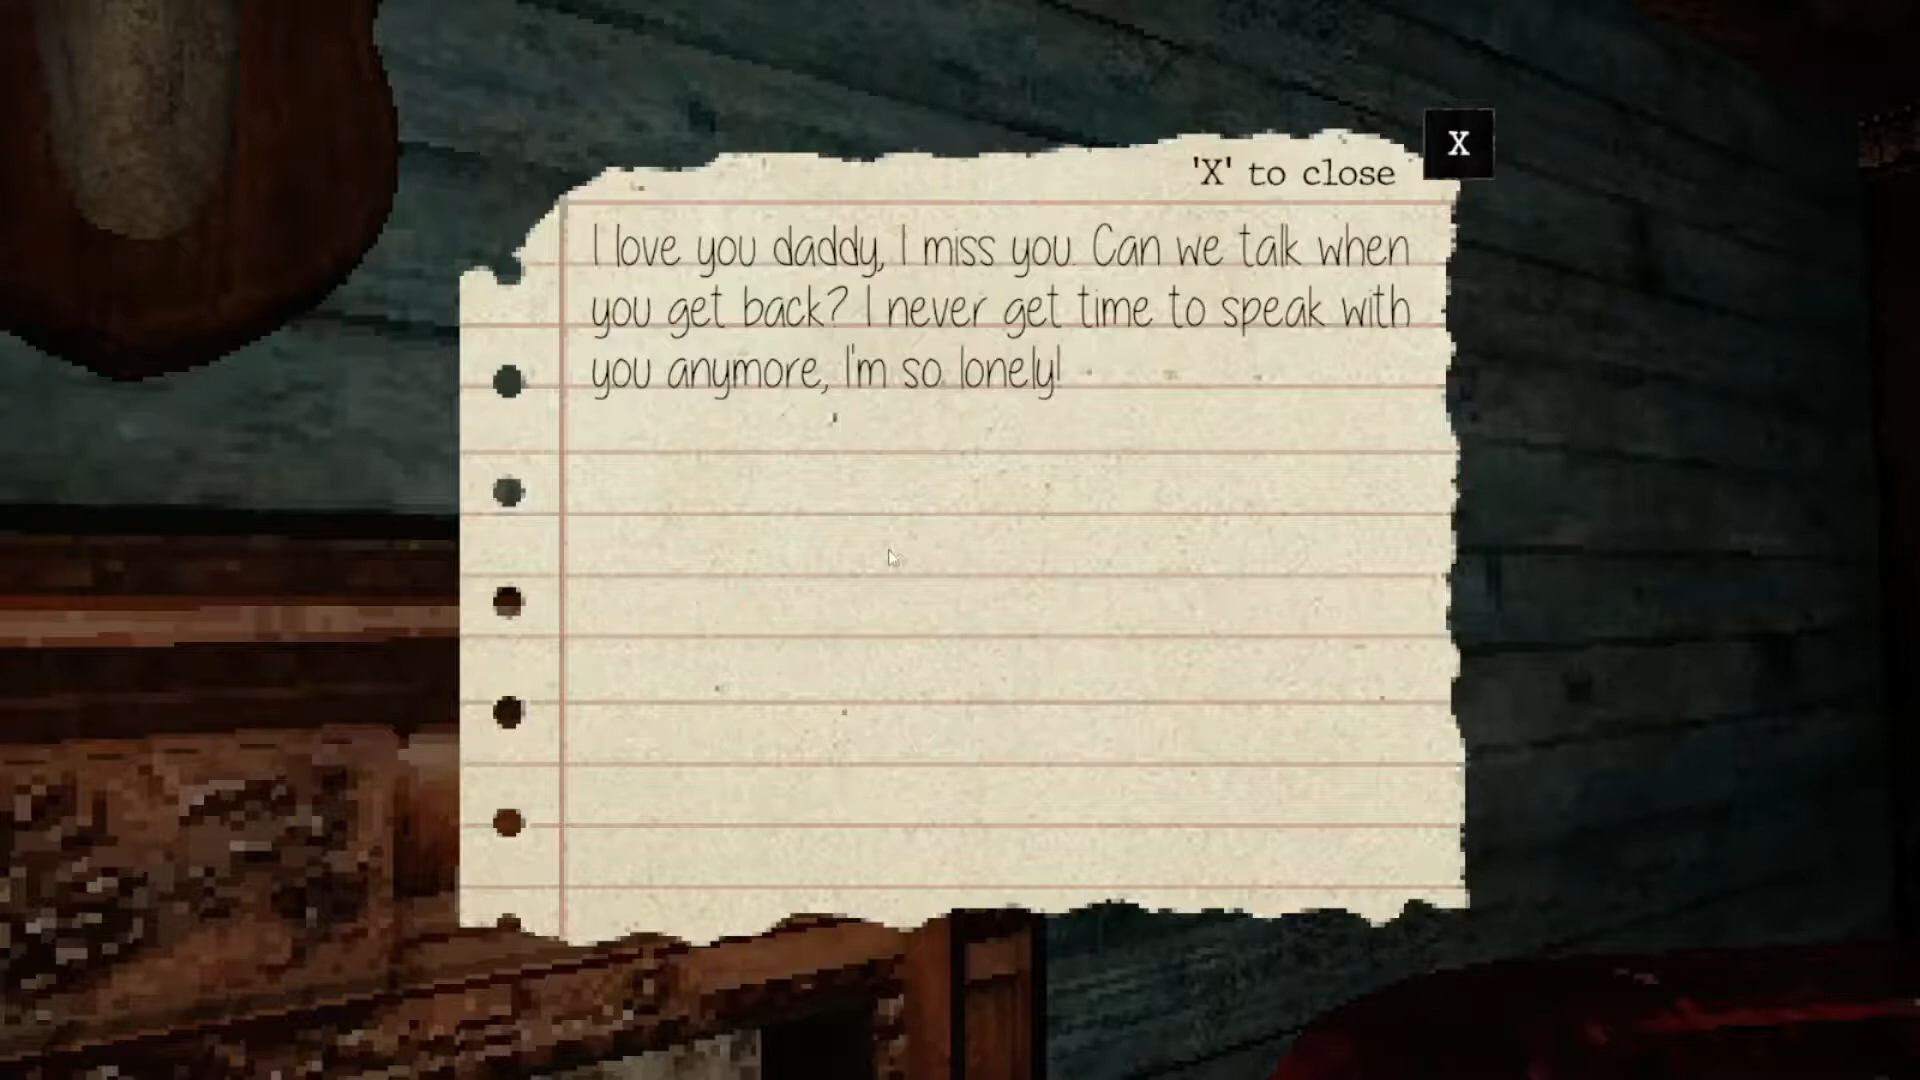 X
'X' to close
I love you daddy, I miss you Can we talk when
you get back? I never get time to speak with
you anymore, I'm so lonely!